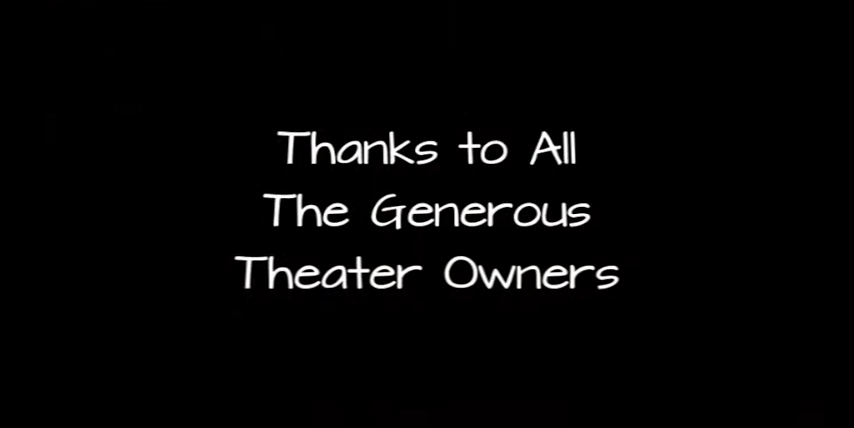 Thanks to All
The Generous
Theater Owners